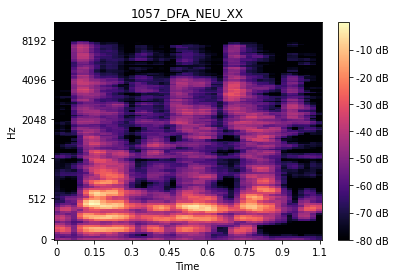 1057_DFA_NEU_XX
8192
4096
2048
1024
512
0
Hz
0 0.15 0.3 0.45 0.6 0.75 0.9 1.1
Time
-10 dB
-20 dB
-30 dB
-40 dB
-50 dB
-60 dB
-70 dB
-80 dB